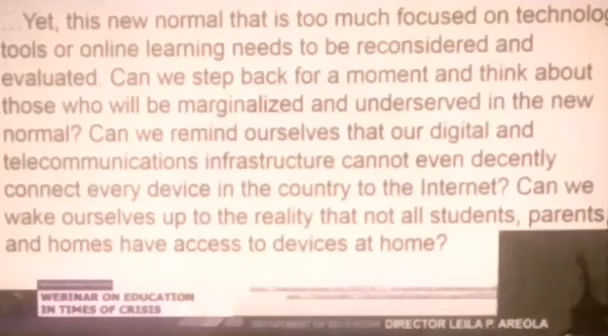 Yet, this new normal that is too much focused on technolog
tools or online learning needs to be reconsidered and
evaluated. Can we step back for a moment and think about
those who will be marginalized and underserved in the new
normal? Can we remind ourselves that our digital and
telecommunications infrastructure cannot even decently
connect every device in the country to the Internet? Can we
wake ourselves up to the reality that not all students, parents,
and homes have access to devices at home?
WEBINAR ON EDUCATION
IN TIMES OF CRISIS
DIRECTOR LEILA P. AREOLA